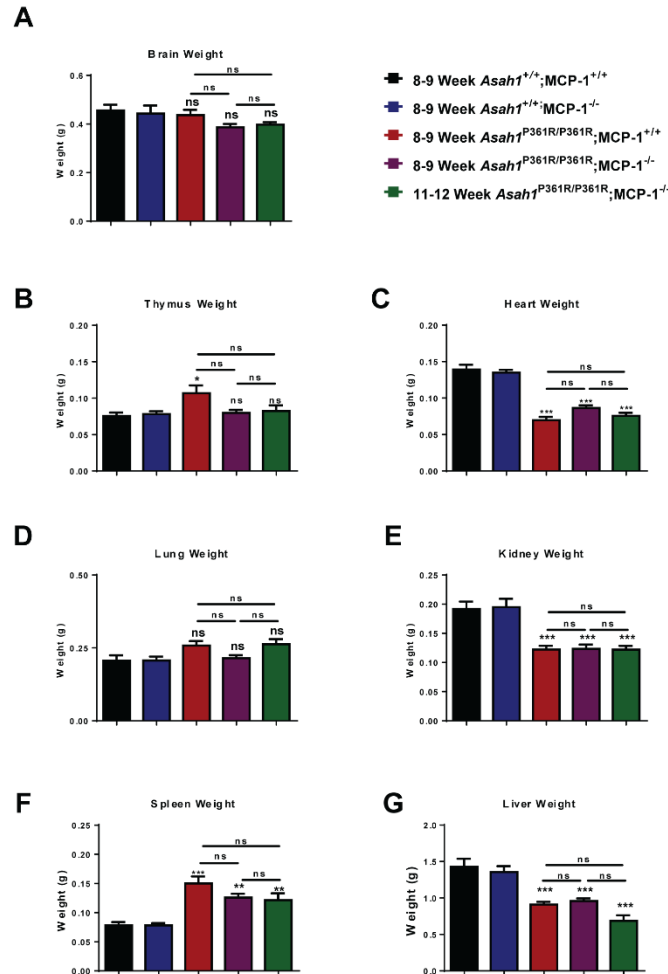 A
Brain Weight
ns
ns
ns
ns
ns
ns
0.6
0.4
0.2
0.0
Weight (g)
8-9 Week Asah1+/+;MCP-1+/+
8-9 Week Asah1+/+;MCP-1-/-
8-9 Week Asah1P361R/P361R;MCP-1+/+
8-9 Week Asah1P361R/P361R;MCP-1-/-
11-12 Week Asah1P361R/P361R;MCP-1-/-
B
Thymus Weight
ns
ns
ns
*
ns
ns
0.20
0.15
0.10
0.05
0.00
Weight (g)
C
Heart Weight
ns
ns
ns
***
***
***
0.20
0.15
0.10
0.05
0.00
Weight (g)
D
Lung Weight
ns
ns
ns
ns
ns
ns
0.50
0.25
0.00
Weight (g)
E
Kidney Weight
ns
ns
ns
***
***
***
0.25
0.20
0.15
0.10
0.05
0.00
Weight (g)
F
Spleen Weight
ns
ns
ns
***
**
**
0.25
0.20
0.15
0.10
0.05
0.00
Weight (g)
G
Liver Weight
ns
ns
ns
***
***
***
2.0
1.5
1.0
0.5
0.0
Weight (g)